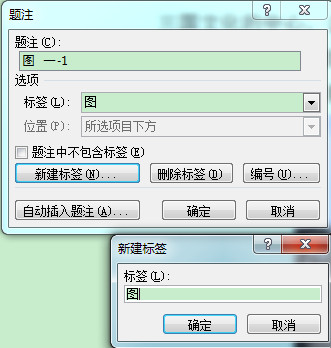 题注
题注(C):
图 一-1
选项
标签(L): 图
位置(P): 所选项目下方
题注中不包含标签(E)
新建标签(N)... 删除标签(D) 编号(U)...
自动插入题注(A)... 确定 取消
新建标签
标签(L):
图
确定 取消